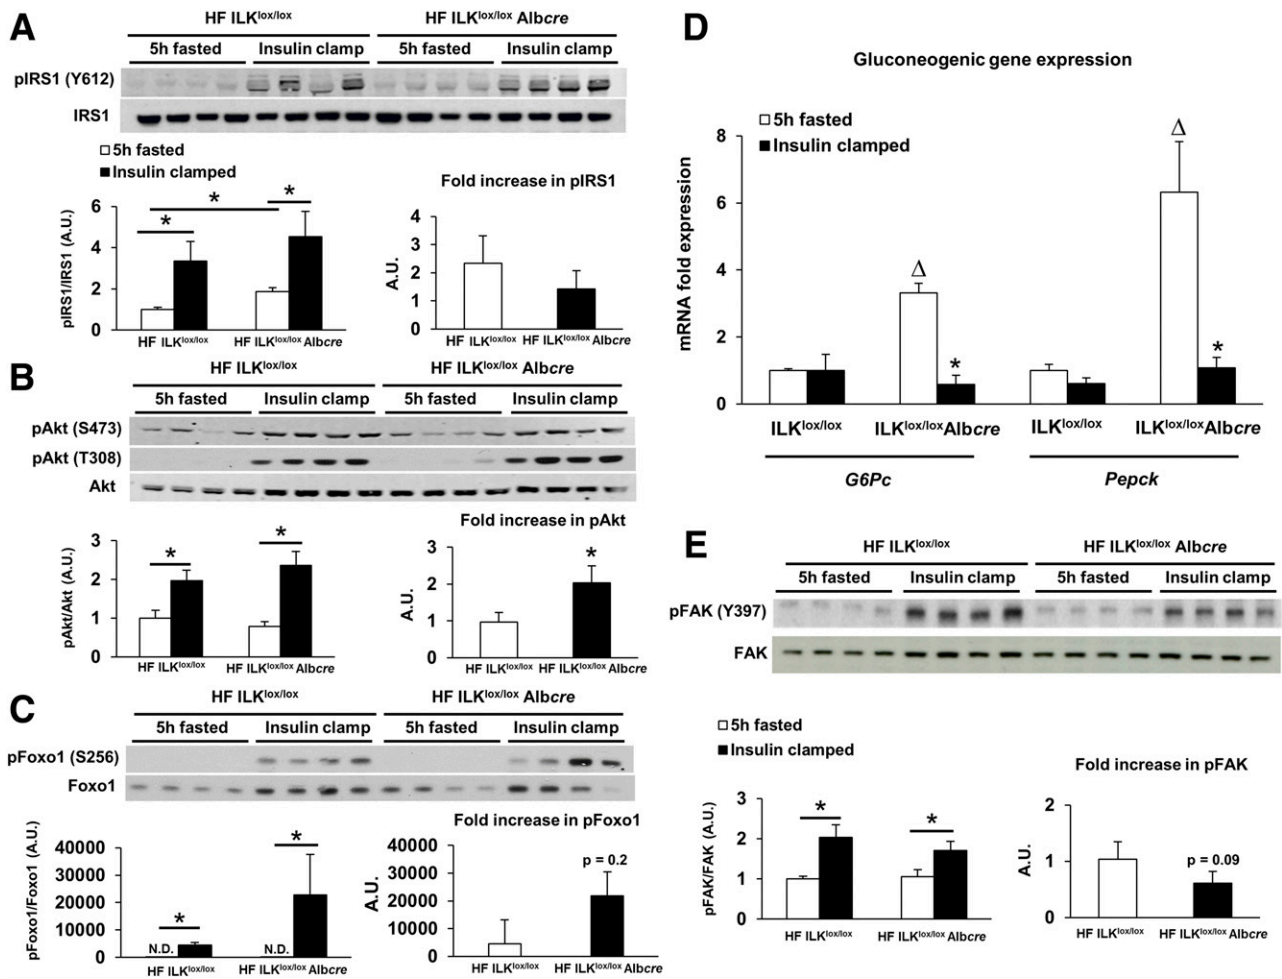 A
HF ILKlox/lox
HF ILKlox/lox Albcre
5h fasted
Insulin clamp
5h fasted
Insulin clamp
pIRS1 (Y612)
IRS1
5h fasted
Insulin clamped
Fold increase in pIRS1
pIRS1/IRS1 (A.U.)
6
4
2
0
*
*
*
HF ILKlox/lox
HF ILKlox/lox Albcre
A.U.
4
3
2
1
0
HF ILKlox/lox
HF ILKlox/lox Albcre
B
HF ILKlox/lox
HF ILKlox/lox Albcre
5h fasted
Insulin clamp
5h fasted
Insulin clamp
pAkt (S473)
pAkt (T308)
Akt
Fold increase in pAkt
pAkt/Akt (A.U.)
3
2
1
0
*
*
HF ILKlox/lox
HF ILKlox/lox Albcre
A.U.
3
2
1
0
*
HF ILKlox/lox
HF ILKlox/lox Albcre
C
HF ILKlox/lox
HF ILKlox/lox Albcre
5h fasted
Insulin clamp
5h fasted
Insulin clamp
pFoxo1 (S256)
Foxo1
Fold increase in pFoxo1
pFoxo1/Foxo1 (A.U.)
40000
30000
20000
10000
0
N.D.
*
N.D.
*
HF ILKlox/lox
HF ILKlox/lox Albcre
A.U.
40000
30000
20000
10000
0
p = 0.2
HF ILKlox/lox
HF ILKlox/lox Albcre
D
Gluconeogenic gene expression
5h fasted
Insulin clamped
mRNA fold expression
8
6
4
2
0
Δ
*
Δ
*
ILKlox/lox
ILKlox/loxAlbcre
ILKlox/lox
ILKlox/loxAlbcre
G6Pc
Pepck
E
HF ILKlox/lox
HF ILKlox/lox Albcre
5h fasted
Insulin clamp
5h fasted
Insulin clamp
pFAK (Y397)
FAK
5h fasted
Insulin clamped
Fold increase in pFAK
pFAK/FAK (A.U.)
3
2
1
0
*
*
HF ILKlox/lox
HF ILKlox/lox Albcre
A.U.
2
1
0
p = 0.09
HF ILKlox/lox
HF ILKlox/lox Albcre